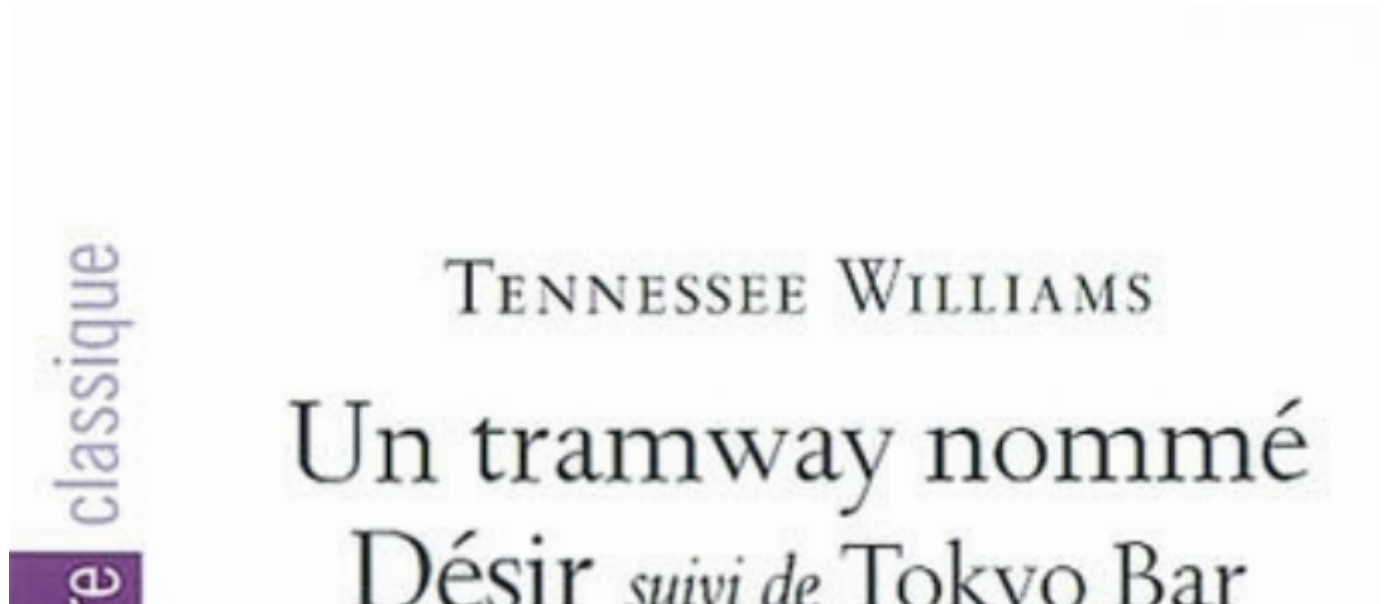 TENNESSEE WILLIAMS
Un tramway nommé
Désir suivi de Tokyo Bar
classique